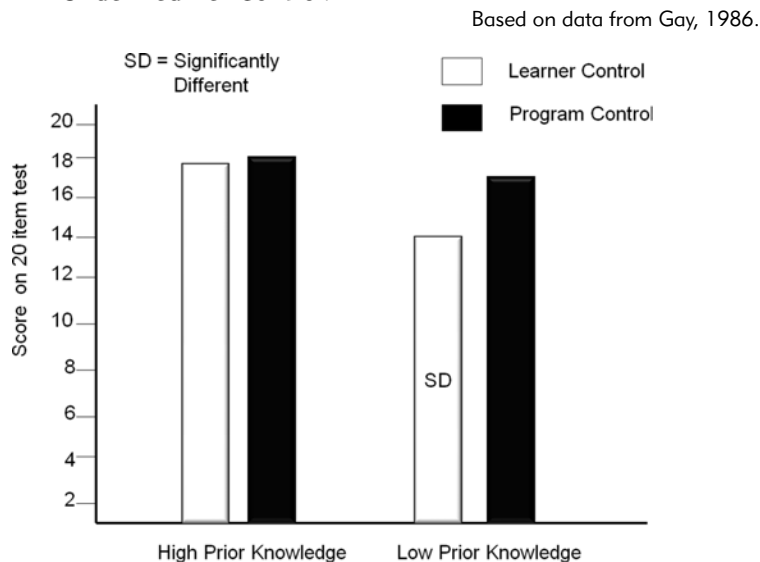 Based on data from Gay, 1986.
SD = Significantly
Different
Learner Control
Program Control
Score on 20 item test
20
18
16
14
12
10
8
6
4
2
SD
High Prior Knowledge
Low Prior Knowledge